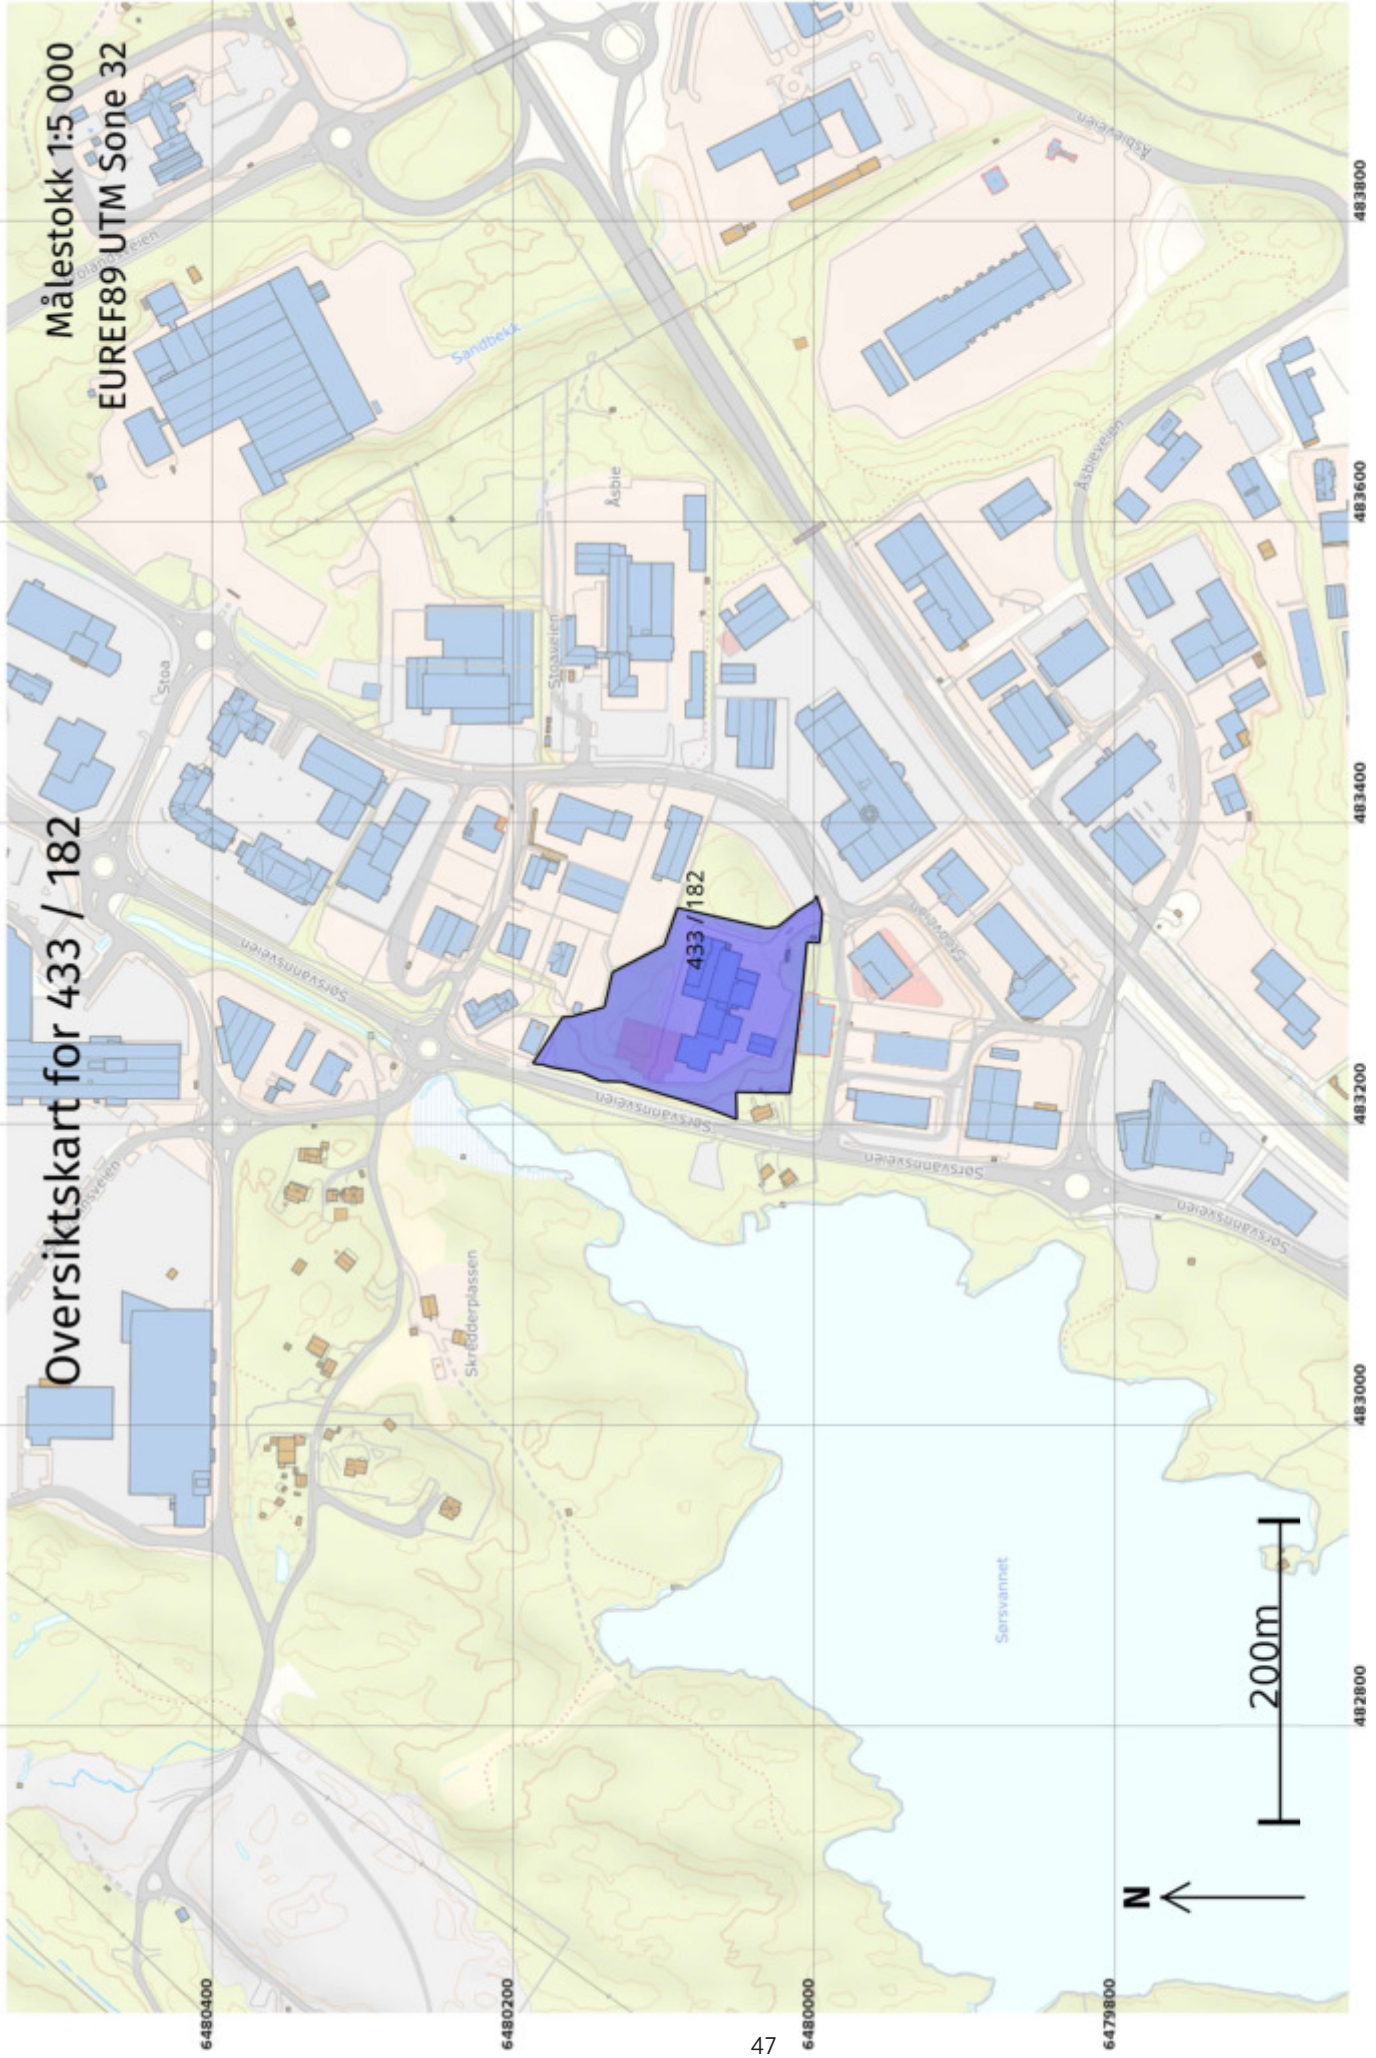 Oversiktskart for 433 / 182
Målestokk 1:5 000
EUREF89 UTM Sone 32
Stoa
Sandbekk
Åsbie
Åsbieveien
Åsbieveien
Stoaveien
Stoaveien
Sørsvannsveien
Sørsvannsveien
Sørsvannsveien
Sørsvannsveien
Sørsvannsveien
433 / 182
Skredderplassen
Sørsvannet
200m
N
6480400
6480200
6480000
6479800
482800
483000
483200
483400
483600
483800
47